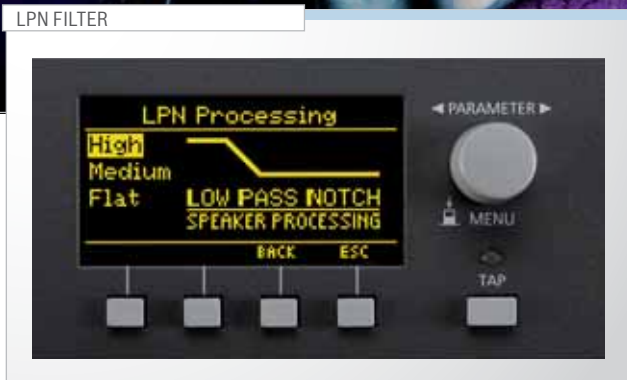 LPN FILTER
LPN Processing
◄ PARAMETER ►
High
Medium
Flat
LOW PASS NOTCH
SPEAKER PROCESSING
MENU
BACK ESC
TAP